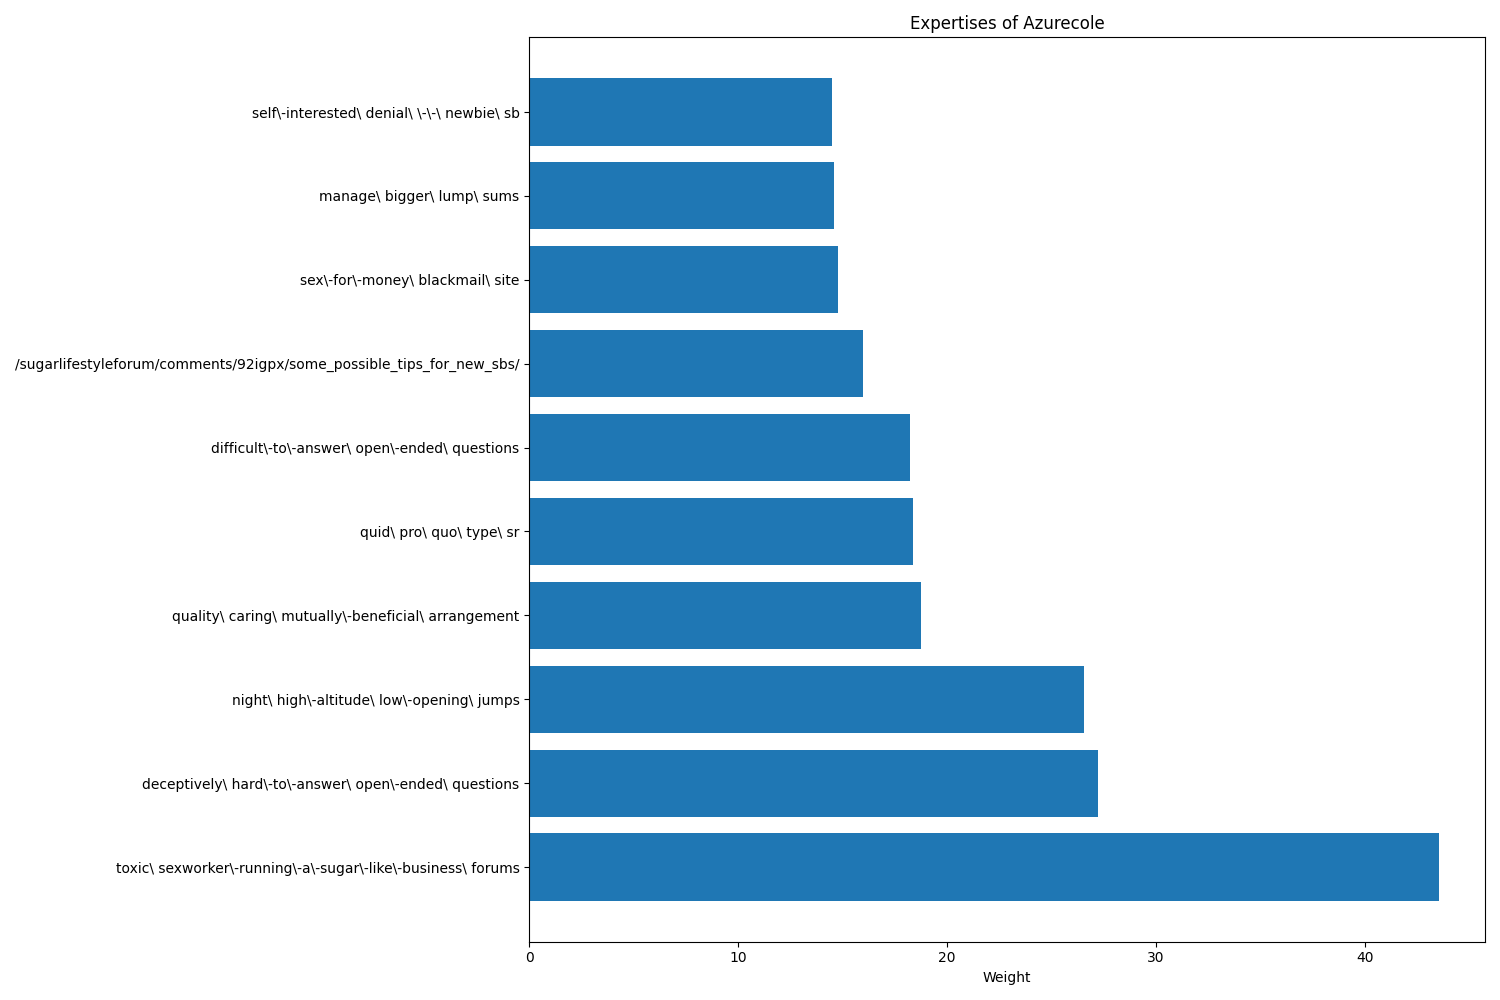 Expertises of Azurecole
self\-interested\ denial\ \-\-\ newbie\ sb
manage\ bigger\ lump\ sums
sex\-for\-money\ blackmail\ site
/sugarlifestyleforum/comments/92igpx/some_possible_tips_for_new_sbs/
difficult\-to\-answer\ open\-ended\ questions
quid\ pro\ quo\ type\ sr
quality\ caring\ mutually\-beneficial\ arrangement
night\ high\-altitude\ low\-opening\ jumps
deceptively\ hard\-to\-answer\ open\-ended\ questions
toxic\ sexworker\-running\-a\-sugar\-like\-business\ forums
0 10 20 30 40
Weight